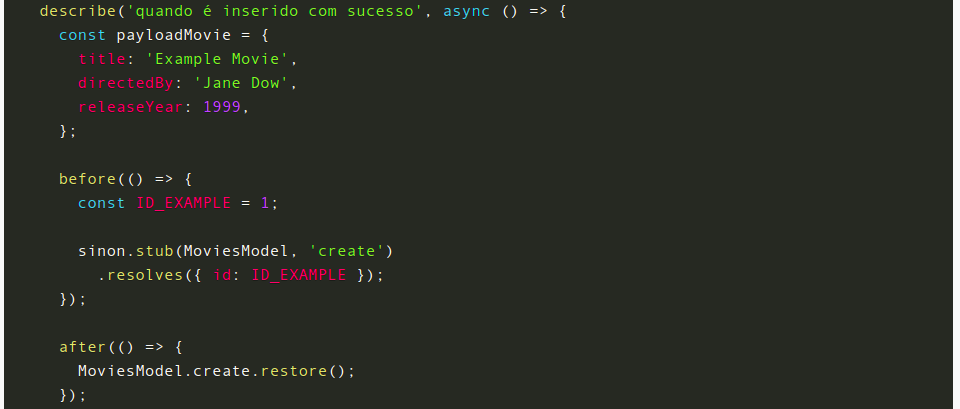 describe('quando é inserido com sucesso', async () => {
  const payloadMovie = {
    title: 'Example Movie',
    directedBy: 'Jane Dow',
    releaseYear: 1999,
  };

  before(() => {
    const ID_EXAMPLE = 1;

    sinon.stub(MoviesModel, 'create')
      .resolves({ id: ID_EXAMPLE });
  });

  after(() => {
    MoviesModel.create.restore();
  });